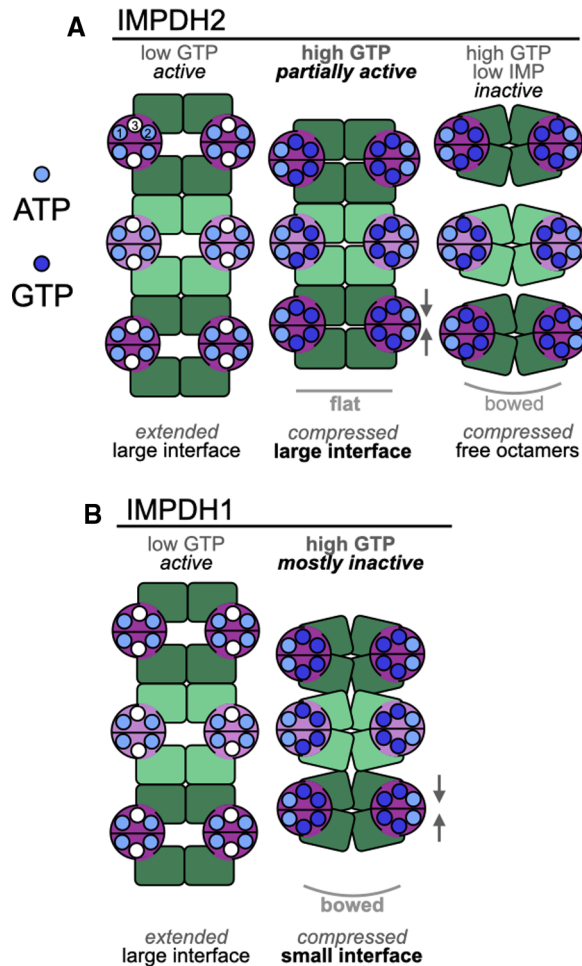 A
IMPDH2
low GTP
active
high GTP
partially active
high GTP
low IMP
inactive
1
3
2
ATP
GTP
flat
bowed
extended
large interface
compressed
large interface
compressed
free octamers
B
IMPDH1
low GTP
active
high GTP
mostly inactive
bowed
extended
large interface
compressed
small interface